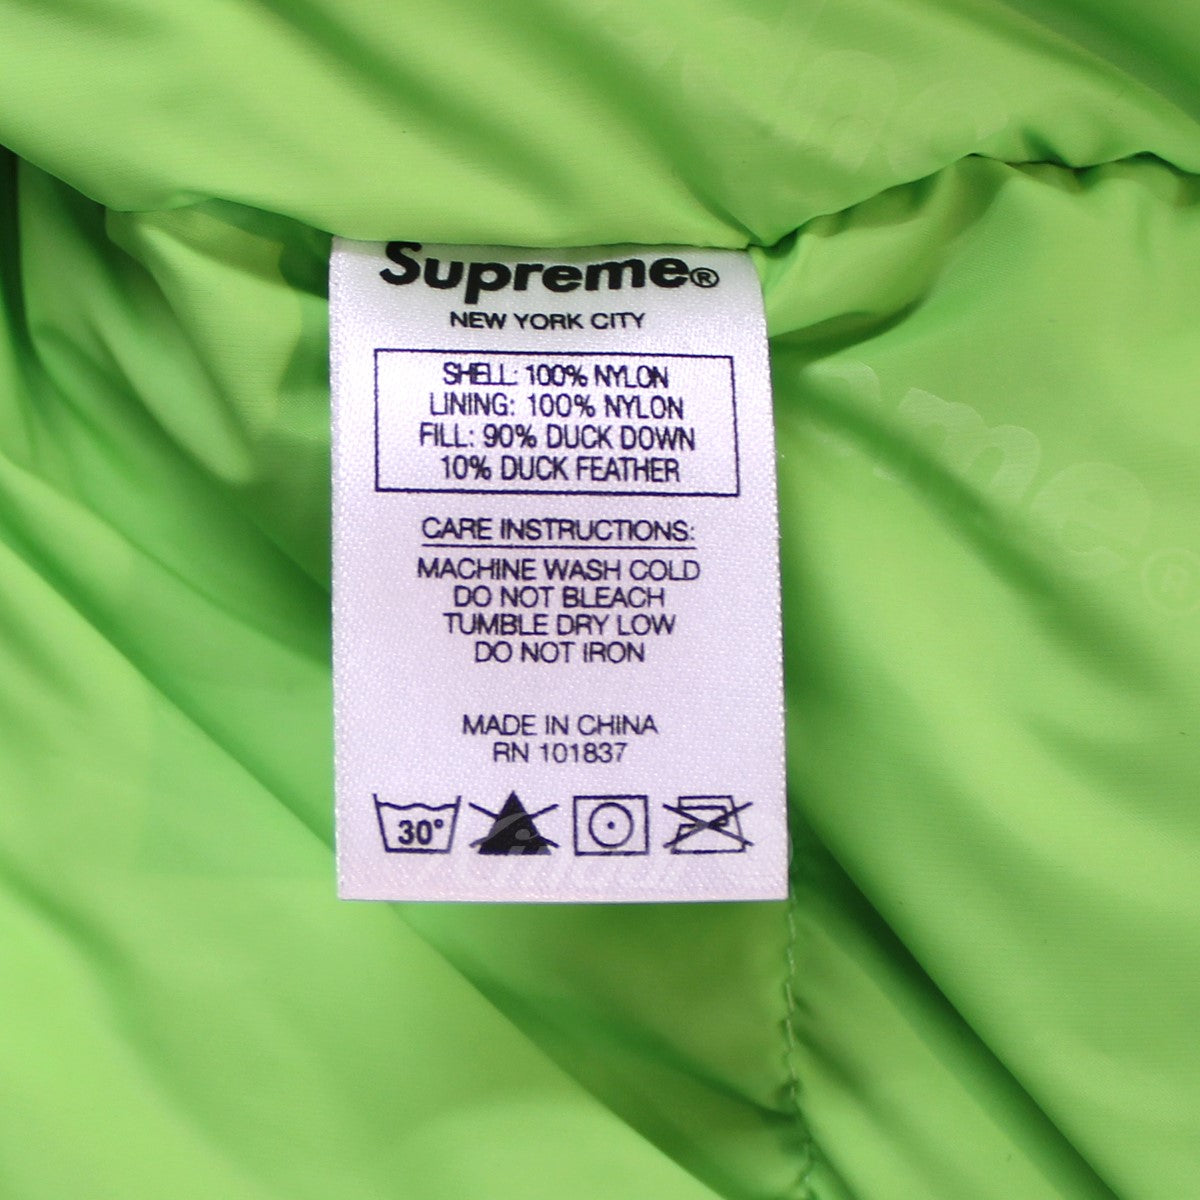 Supreme®
NEW YORK CITY
SHELL: 100% NYLON
LINING: 100% NYLON
FILL: 90% DUCK DOWN
10% DUCK FEATHER
CARE INSTRUCTIONS:
MACHINE WASH COLD
DO NOT BLEACH
TUMBLE DRY LOW
DO NOT IRON
MADE IN CHINA
RN 101837
30°